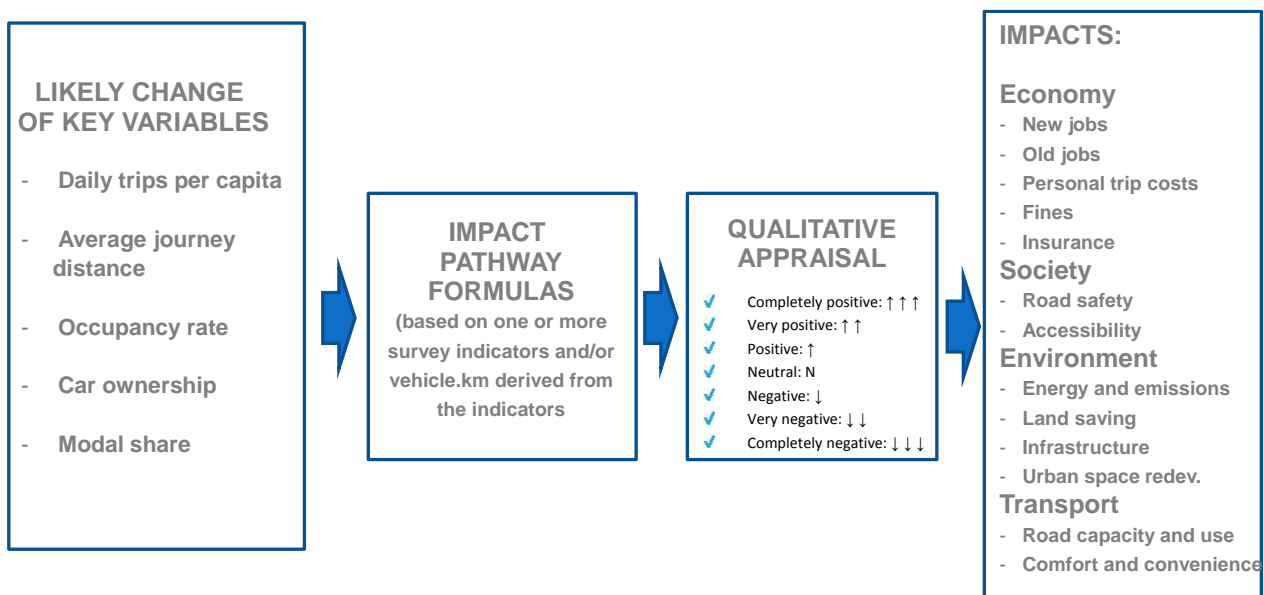 LIKELY CHANGE
OF KEY VARIABLES
- Daily trips per capita
- Average journey
distance
- Occupancy rate
- Car ownership
- Modal share
IMPACT
PATHWAY
FORMULAS
(based on one or more
survey indicators and/or
vehicle.km derived from
the indicators
QUALITATIVE
APPRAISAL
✓ Completely positive: ↑ ↑ ↑
✓ Very positive: ↑ ↑
✓ Positive: ↑
✓ Neutral: N
✓ Negative: ↓
✓ Very negative: ↓ ↓
✓ Completely negative: ↓ ↓ ↓
IMPACTS:
Economy
- New jobs
- Old jobs
- Personal trip costs
- Fines
- Insurance
Society
- Road safety
- Accessibility
Environment
- Energy and emissions
- Land saving
- Infrastructure
- Urban space redev.
Transport
- Road capacity and use
- Comfort and convenience